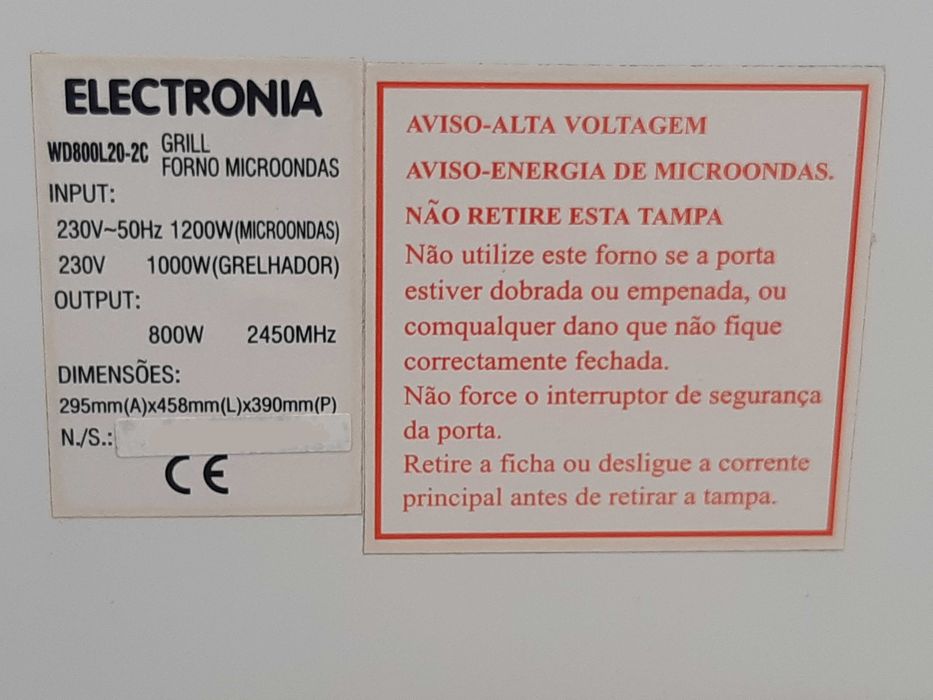 ELECTRONIA
WD800L20-2C GRILL
FORNO MICROONDAS
INPUT:
230V~50Hz 1200W(MICROONDAS)
230V 1000W(GRELHADOR)
OUTPUT:
800W 2450MHz
DIMENSÕES:
295mm(A)x458mm(L)x390mm(P)
N./S.:
CE
AVISO-ALTA VOLTAGEM
AVISO-ENERGIA DE MICROONDAS.
NÃO RETIRE ESTA TAMPA
Não utilize este forno se a porta
estiver dobrada ou empenada, ou
comqualquer dano que não fique
correctamente fechada.
Não force o interruptor de segurança
da porta.
Retire a ficha ou desligue a corrente
principal antes de retirar a tampa.